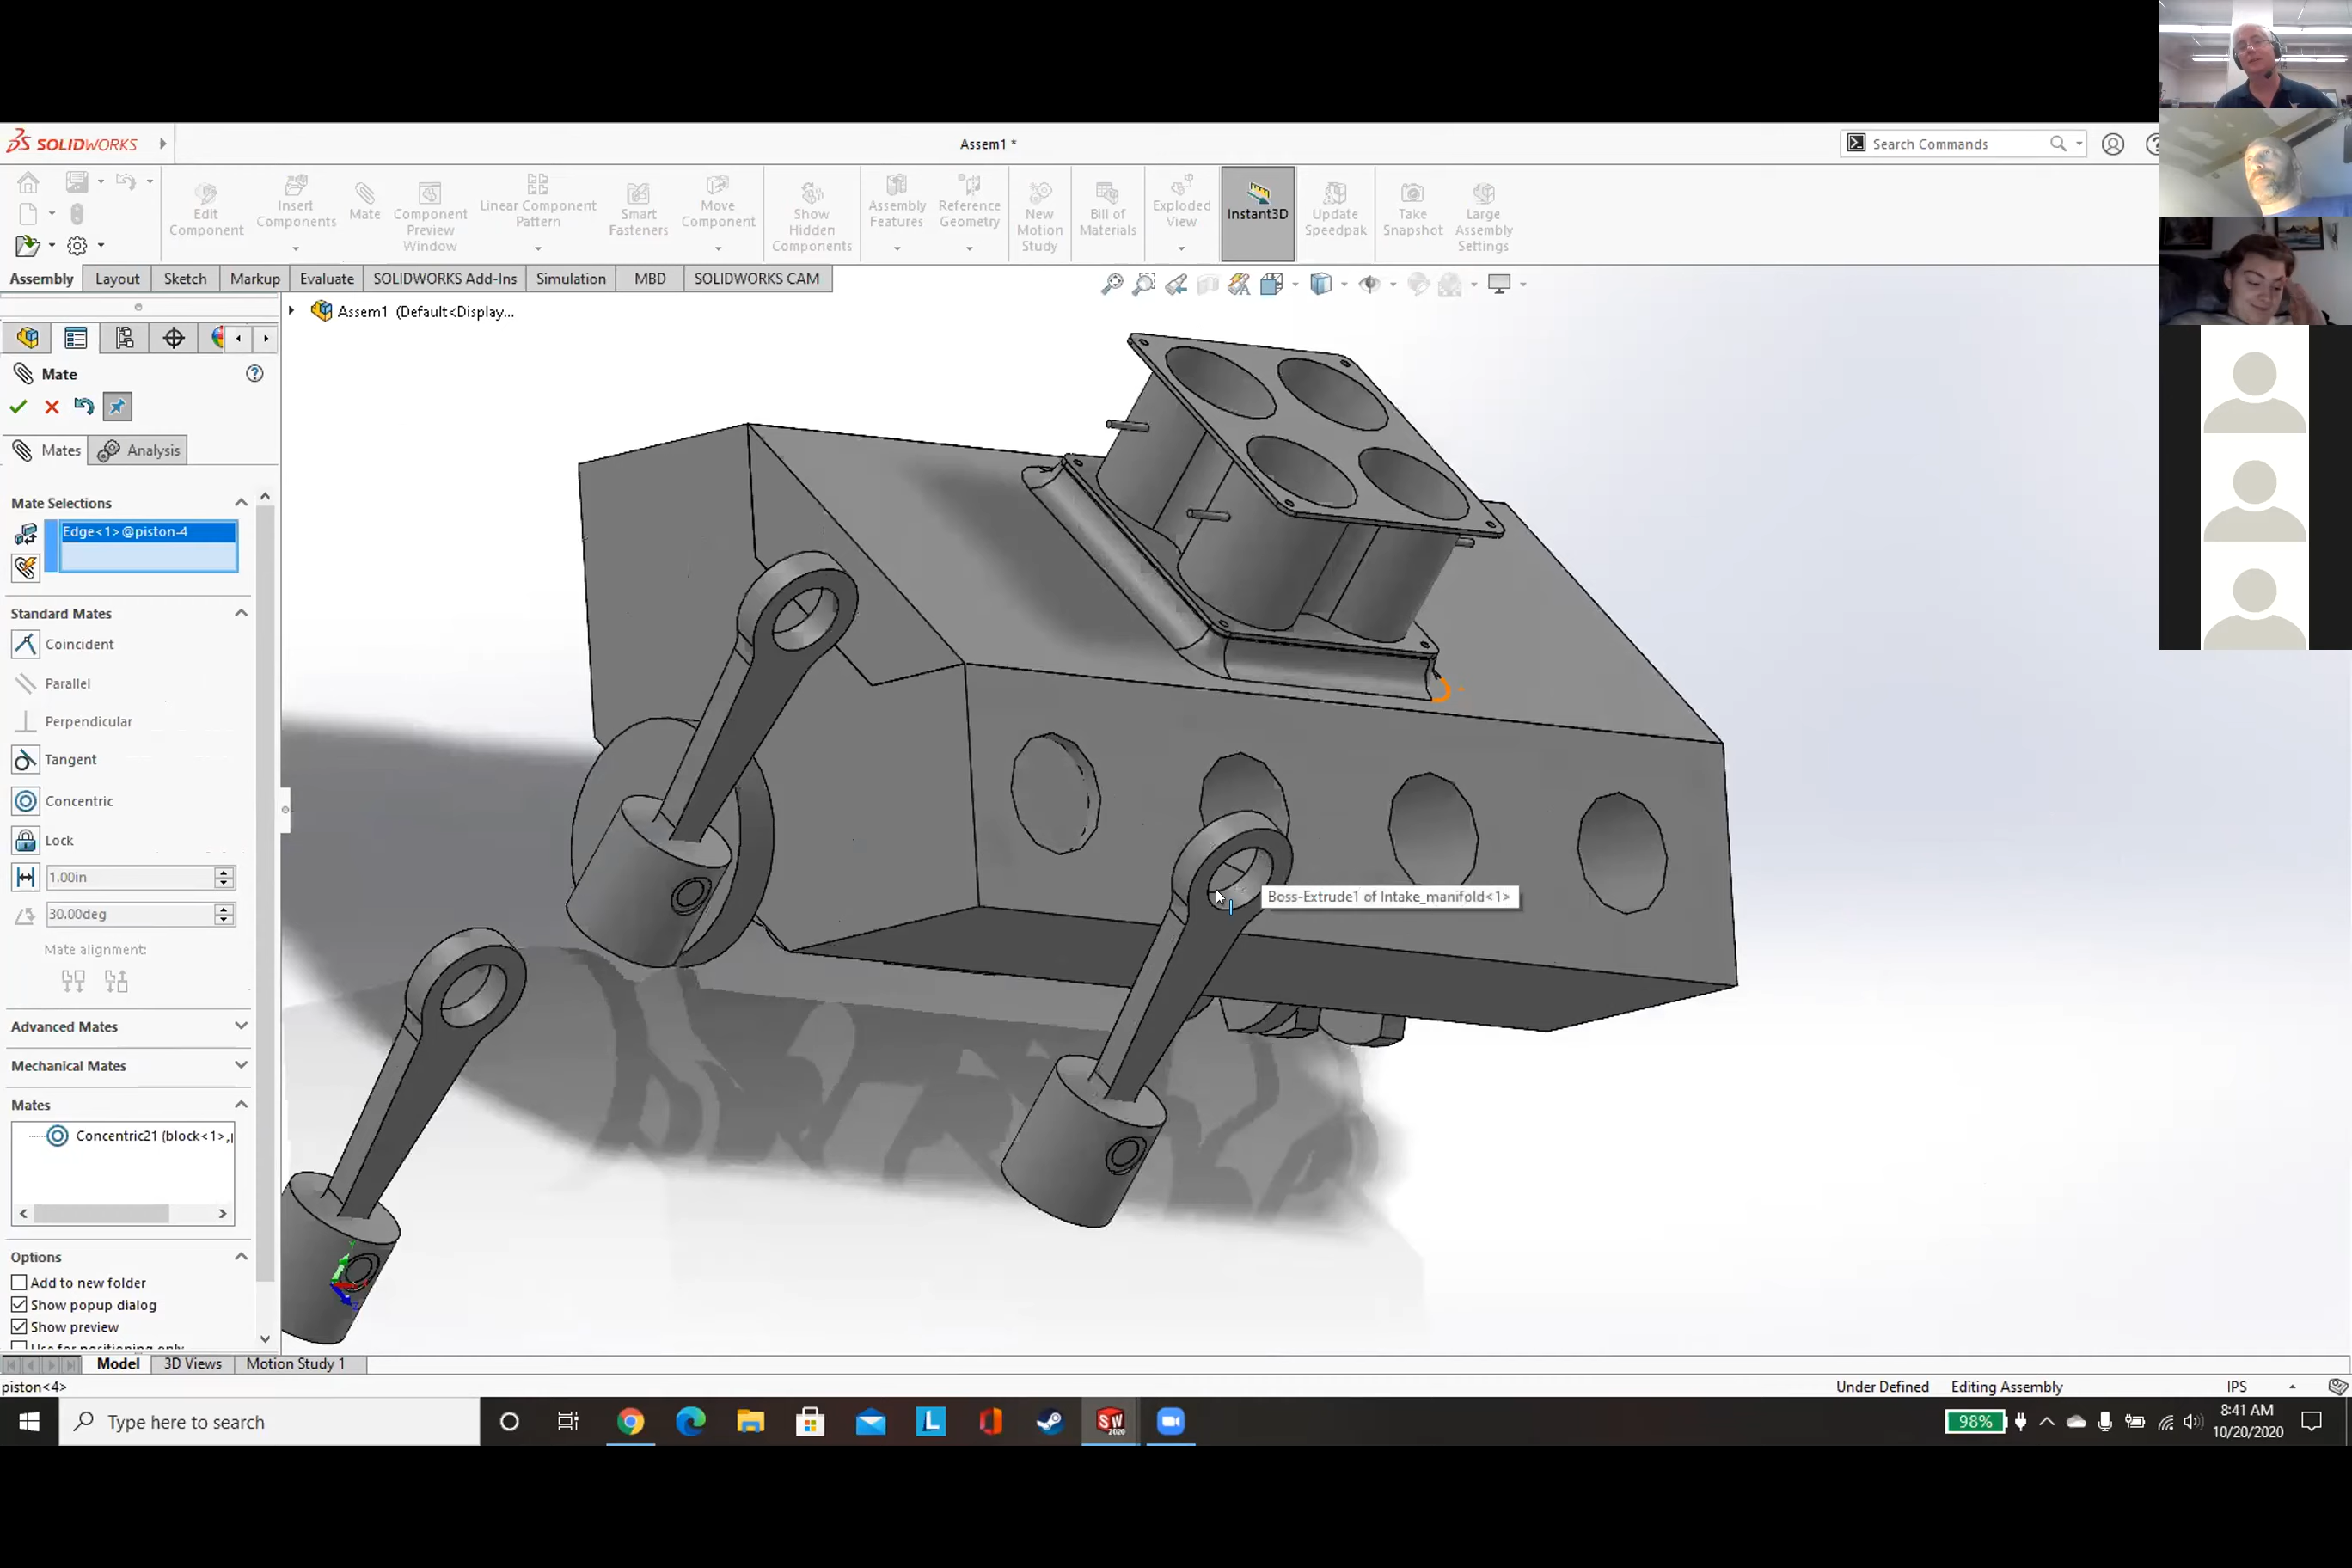 SOLIDWORKS
Assem1 *
Search Commands
Edit Component
Insert Components
Mate
Component Preview Window
Linear Component Pattern
Smart Fasteners
Move Component
Show Hidden Components
Assembly Features
Reference Geometry
New Motion Study
Bill of Materials
Exploded View
Instant3D
Update Speedpak
Take Snapshot
Large Assembly Settings
Assembly
Layout
Sketch
Markup
Evaluate
SOLIDWORKS Add-Ins
Simulation
MBD
SOLIDWORKS CAM
Assem1 (Default<Display...
Mate
Mates
Analysis
Mate Selections
Edge<1>@piston-4
Standard Mates
Coincident
Parallel
Perpendicular
Tangent
Concentric
Lock
1.00in
30.00deg
Mate alignment:
Advanced Mates
Mechanical Mates
Mates
Concentric21 (block<1>,
Options
Add to new folder
Show popup dialog
Show preview
Use for positioning only
Boss-Extrude1 of Intake_manifold<1>
Y
Z
Model
3D Views
Motion Study 1
piston<4>
Under Defined
Editing Assembly
IPS
Type here to search
L
SW
2020
98%
8:41 AM
10/20/2020